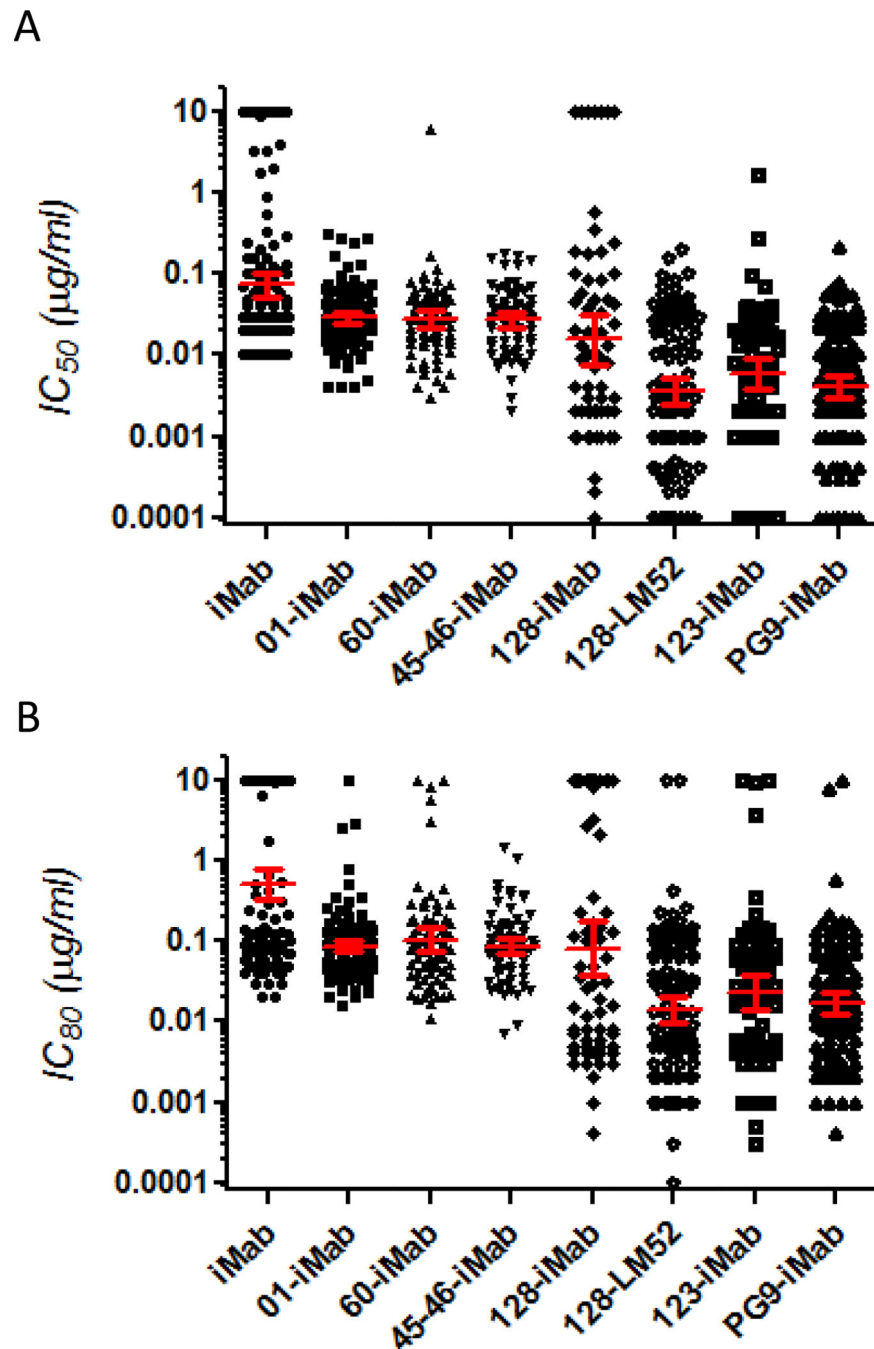 A
IC50 (μg/ml)
10
1
0.1
0.01
0.001
0.0001
iMab
01-iMab
60-iMab
45-46-iMab
128-iMab
128-LM52
123-iMab
PG9-iMab
B
IC80 (μg/ml)
10
1
0.1
0.01
0.001
0.0001
iMab
01-iMab
60-iMab
45-46-iMab
128-iMab
128-LM52
123-iMab
PG9-iMab